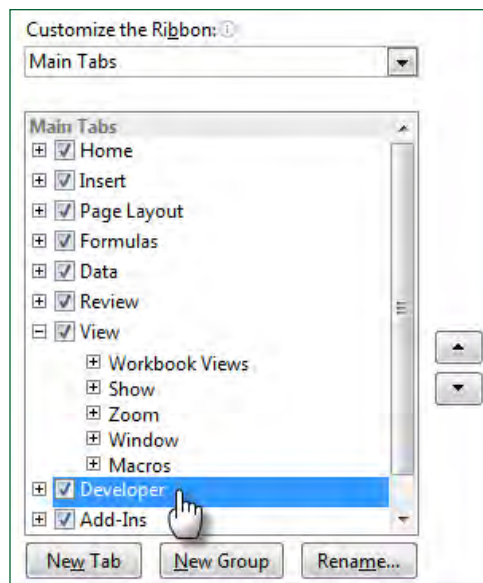 Customize the Ribbon:
Main Tabs
Main Tabs
Home
Insert
Page Layout
Formulas
Data
Review
View
Workbook Views
Show
Zoom
Window
Macros
Developer
Add-Ins
New Tab New Group Rename...